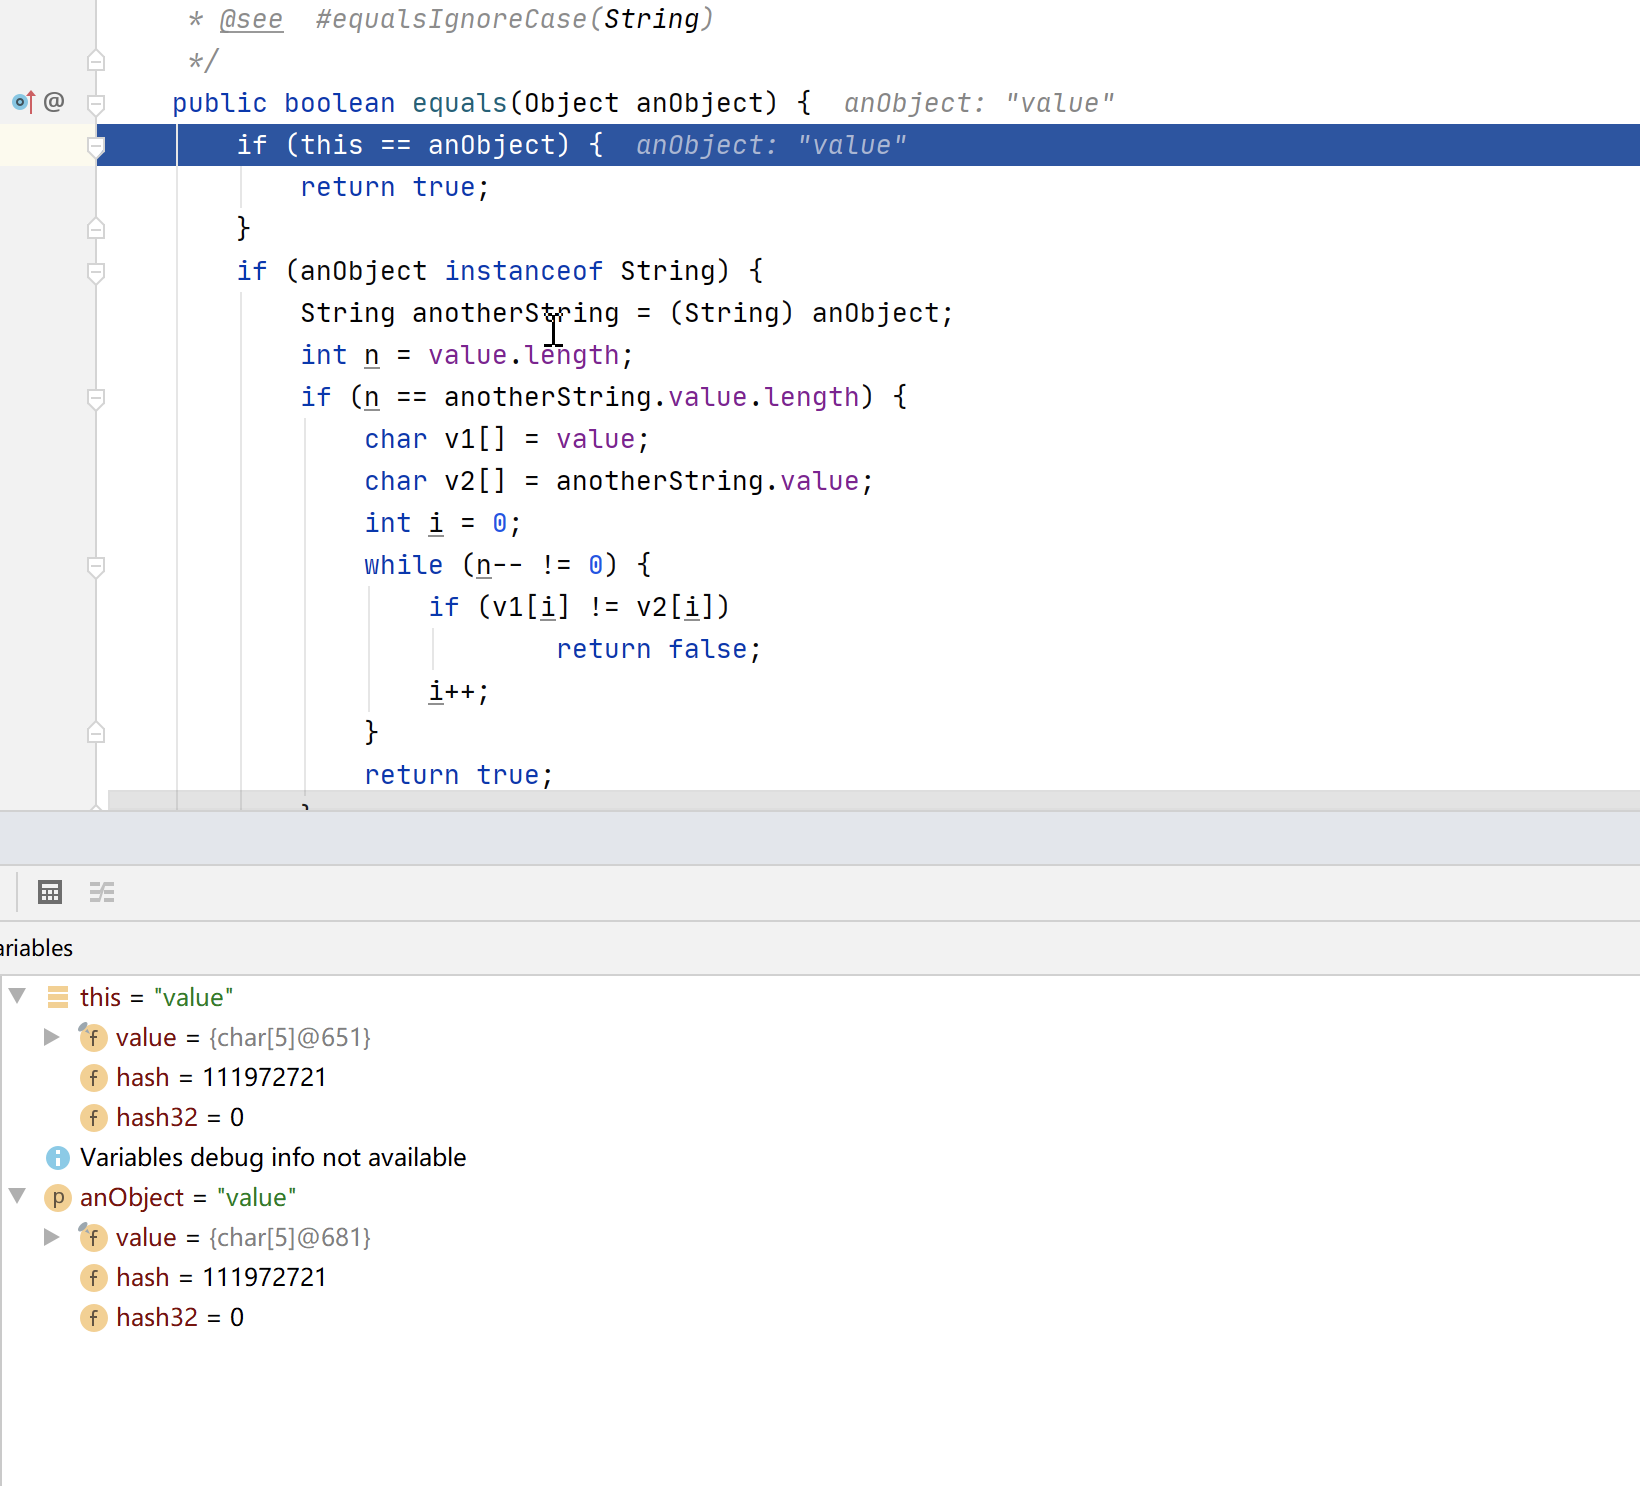 * @see  #equalsIgnoreCase(String)
*/
@ public boolean equals(Object anObject) {  anObject: "value"
if (this == anObject) {  anObject: "value"
return true;
}
if (anObject instanceof String) {
String anotherString = (String) anObject;
int n = value.length;
if (n == anotherString.value.length) {
char v1[] = value;
char v2[] = anotherString.value;
int i = 0;
while (n-- != 0) {
if (v1[i] != v2[i])
return false;
i++;
}
return true;
}
ariables
this = "value"
f value = {char[5]@651}
f hash = 111972721
f hash32 = 0
i Variables debug info not available
p anObject = "value"
f value = {char[5]@681}
f hash = 111972721
f hash32 = 0